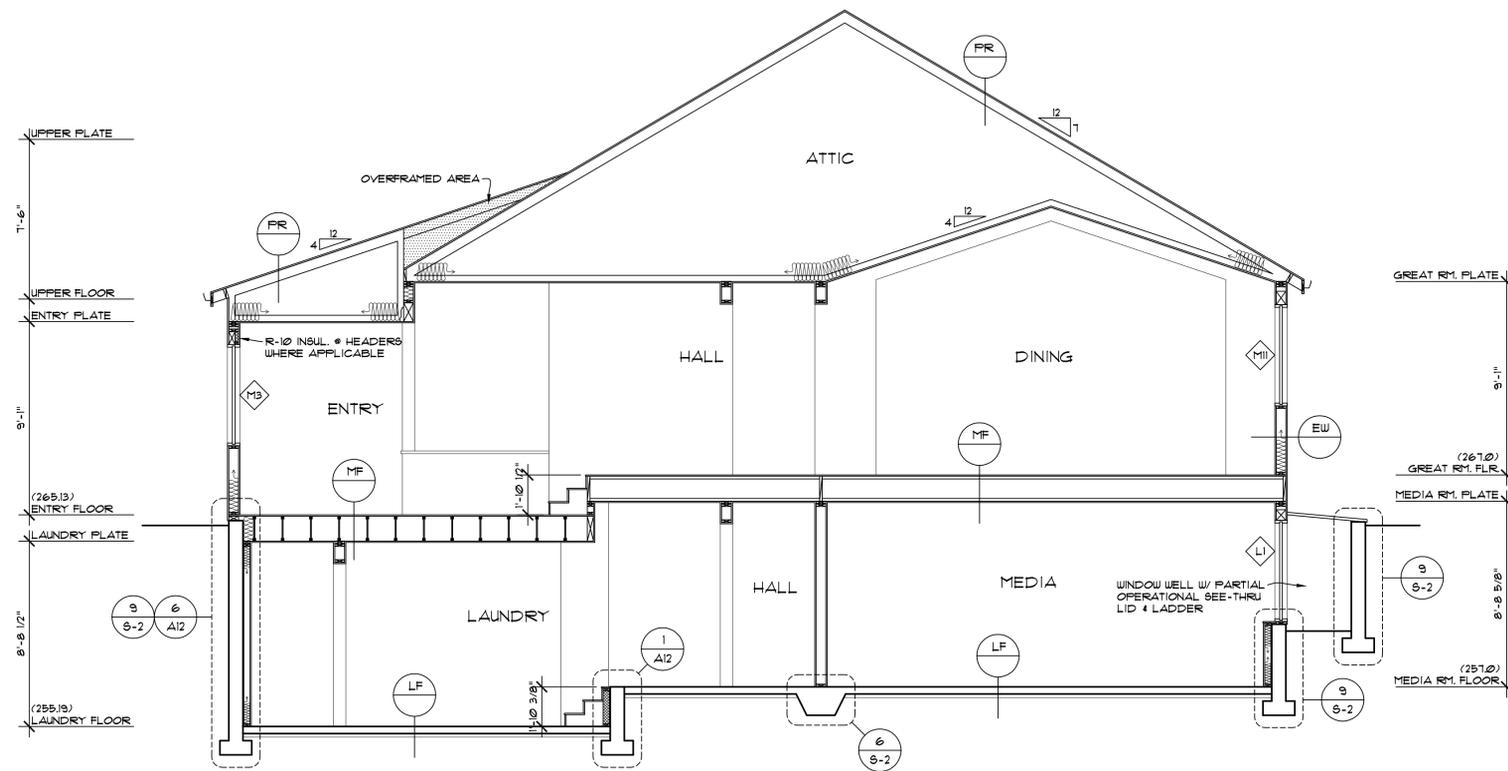 PR
12
7
UPPER PLATE
ATTIC
OVERFRAMED AREA
7'-6"
PR
12
4
12
4
GREAT RM. PLATE
UPPER FLOOR
ENTRY PLATE
R-10 INSUL. @ HEADERS
WHERE APPLICABLE
HALL
DINING
M11
9'-1"
M3
ENTRY
9'-1"
EW
MF
MF
1'-10 1/2"
(267.0)
GREAT RM. FLR.
(265.13)
ENTRY FLOOR
MEDIA RM. PLATE
LAUNDRY PLATE
L1
HALL
MEDIA
WINDOW WELL W/ PARTIAL
OPERATIONAL SEE-THRU
LID & LADDER
9
S-2
8'-8 5/8"
9
S-2
6
A12
LAUNDRY
8'-8 1/2"
1
A12
LF
(257.0)
MEDIA RM. FLOOR
LF
1'-10 3/8"
9
S-2
(255.19)
LAUNDRY FLOOR
6
S-2